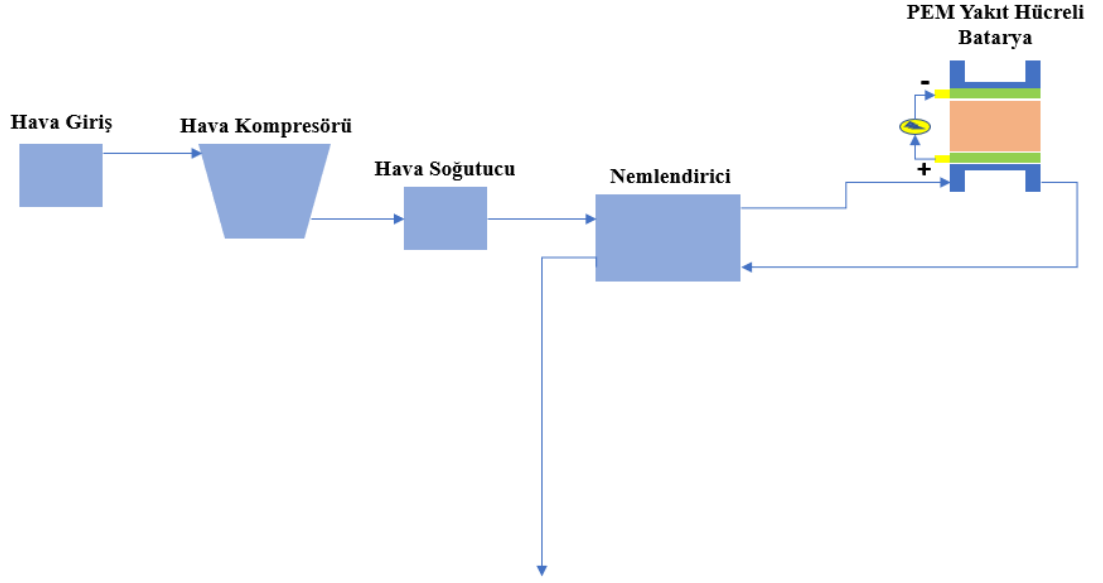 PEM Yakıt Hücreli
Batarya
-
Hava Giriş
Hava Kompresörü
Hava Soğutucu
Nemlendirici
+